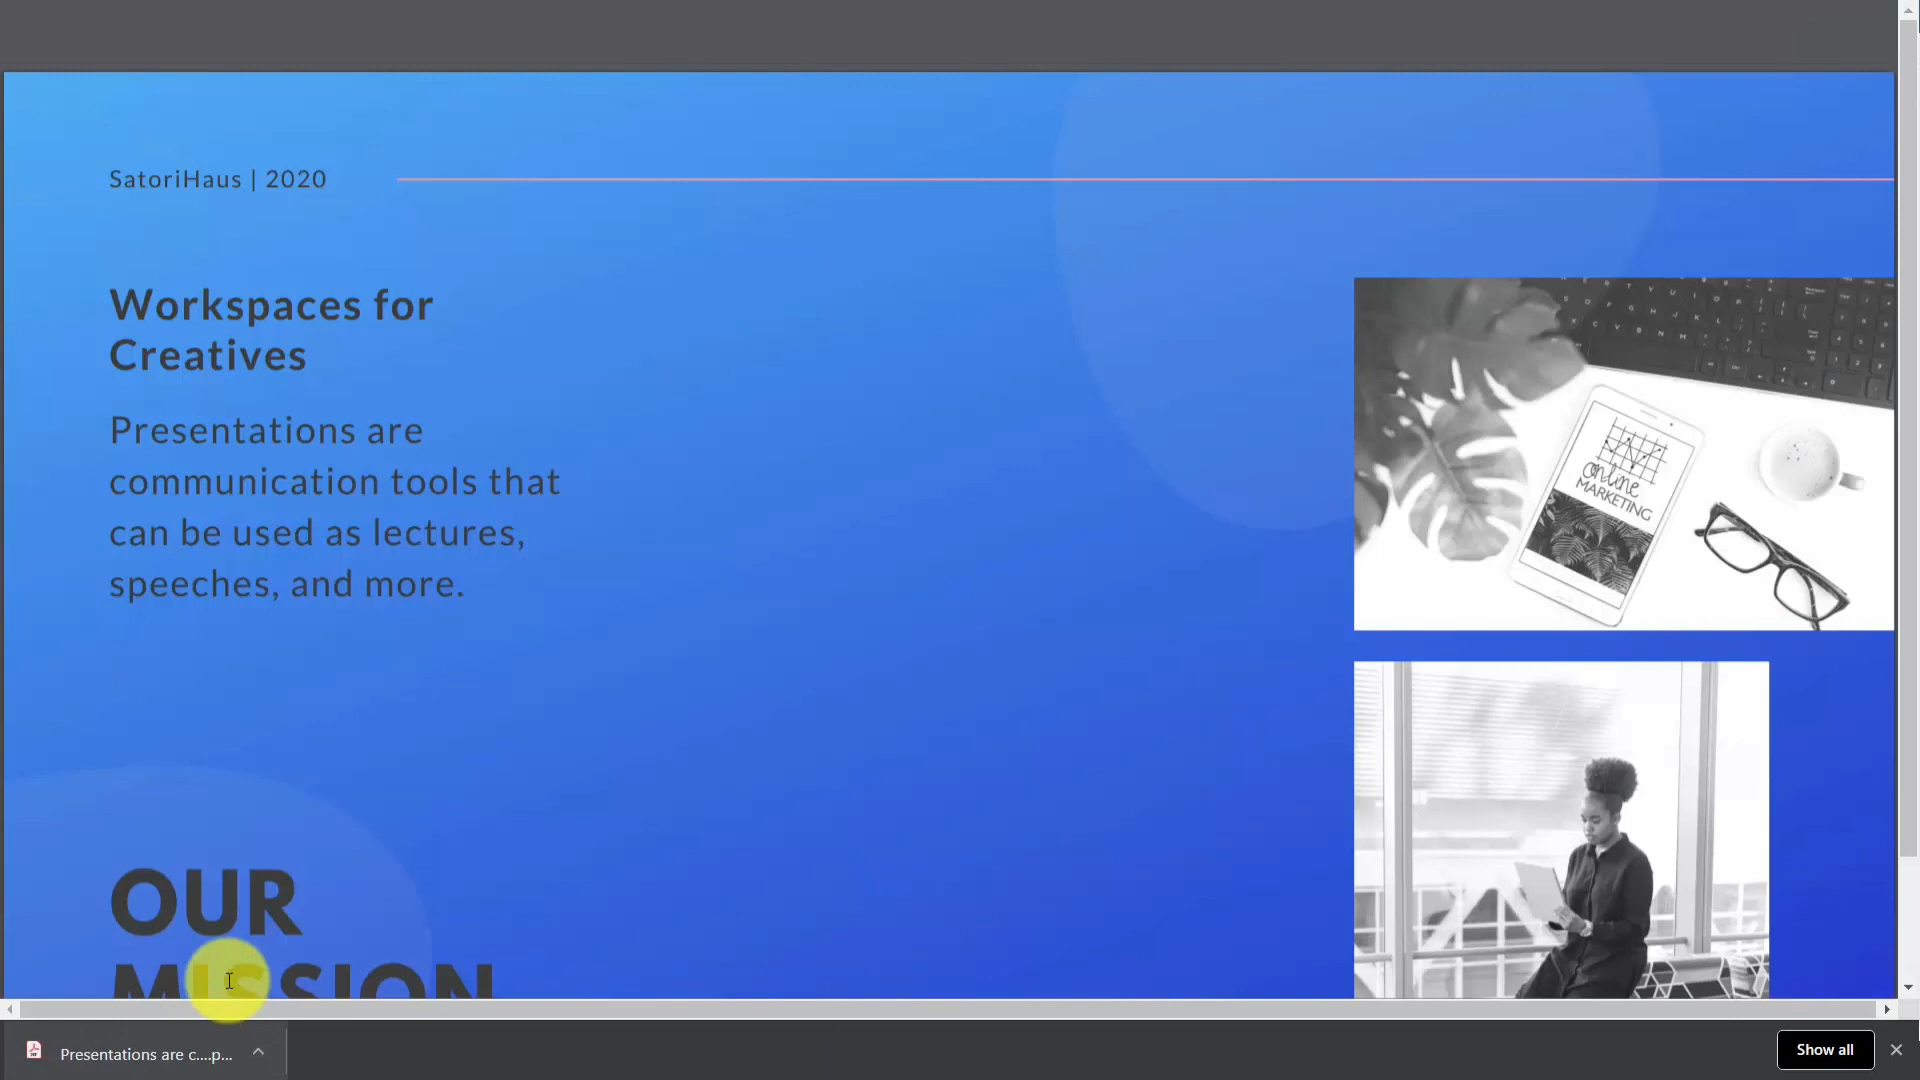 SatoriHaus | 2020
Workspaces for
Creatives
Presentations are
communication tools that
can be used as lectures,
speeches, and more.
online
MARKETING
OUR
MISSION
Presentations are c....p...
Show all